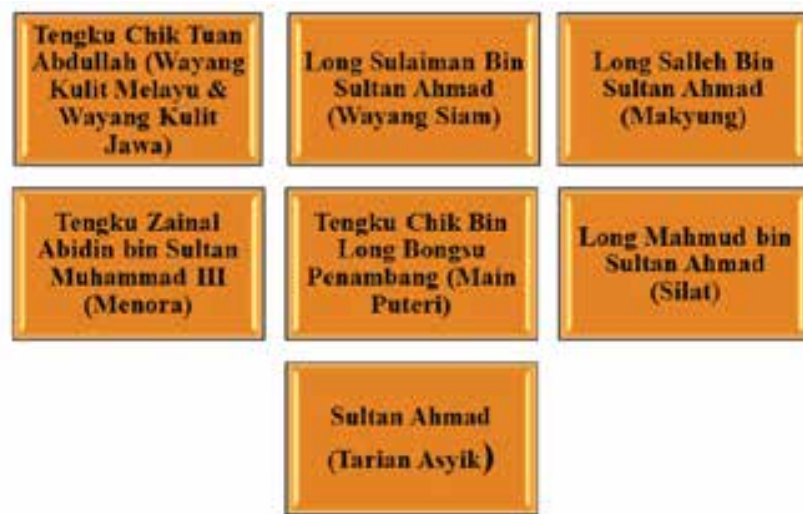 Tengku Chik Tuan
Abdullah (Wayang
Kulit Melayu &
Wayang Kulit
Jawa)
Long Sulaiman Bin
Sultan Ahmad
(Wayang Siam)
Long Salleh Bin
Sultan Ahmad
(Makyung)
Tengku Zainal
Abidin bin Sultan
Muhammad III
(Menora)
Tengku Chik Bin
Long Bongsu
Penambang (Main
Puteri)
Long Mahmud bin
Sultan Ahmad
(Silat)
Sultan Ahmad
(Tarian Asyik)